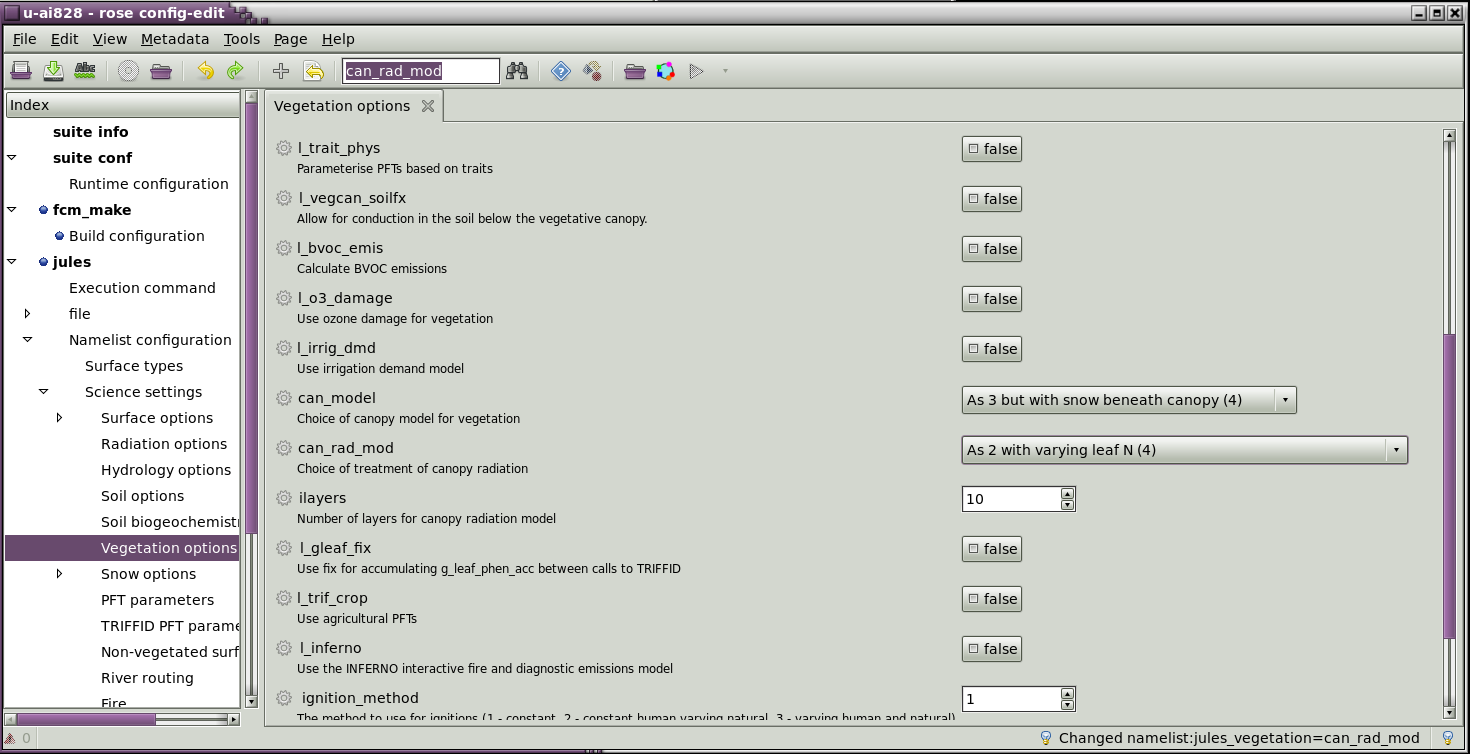 u-ai828 - rose config-edit
File Edit View Metadata Tools Page Help
Abc can_rad_mod
Index
suite info
suite conf
Runtime configuration
fcm_make
Build configuration
jules
Execution command
file
Namelist configuration
Surface types
Science settings
Surface options
Radiation options
Hydrology options
Soil options
Soil biogeochemist
Vegetation options
Snow options
PFT parameters
TRIFFID PFT parame
Non-vegetated surf
River routing
Fire
Vegetation options
l_trait_phys false
Parameterise PFTs based on traits
l_vegcan_soilfx false
Allow for conduction in the soil below the vegetative canopy.
l_bvoc_emis false
Calculate BVOC emissions
l_o3_damage false
Use ozone damage for vegetation
l_irrig_dmd false
Use irrigation demand model
can_model As 3 but with snow beneath canopy (4)
Choice of canopy model for vegetation
can_rad_mod As 2 with varying leaf N (4)
Choice of treatment of canopy radiation
ilayers 10
Number of layers for canopy radiation model
l_gleaf_fix false
Use fix for accumulating g_leaf_phen_acc between calls to TRIFFID
l_trif_crop false
Use agricultural PFTs
l_inferno false
Use the INFERNO interactive fire and diagnostic emissions model
ignition_method 1
The method to use for ignitions (1 - constant, 2 - constant human varying natural, 3 - varying human and natural)
0 Changed namelist:jules_vegetation=can_rad_mod